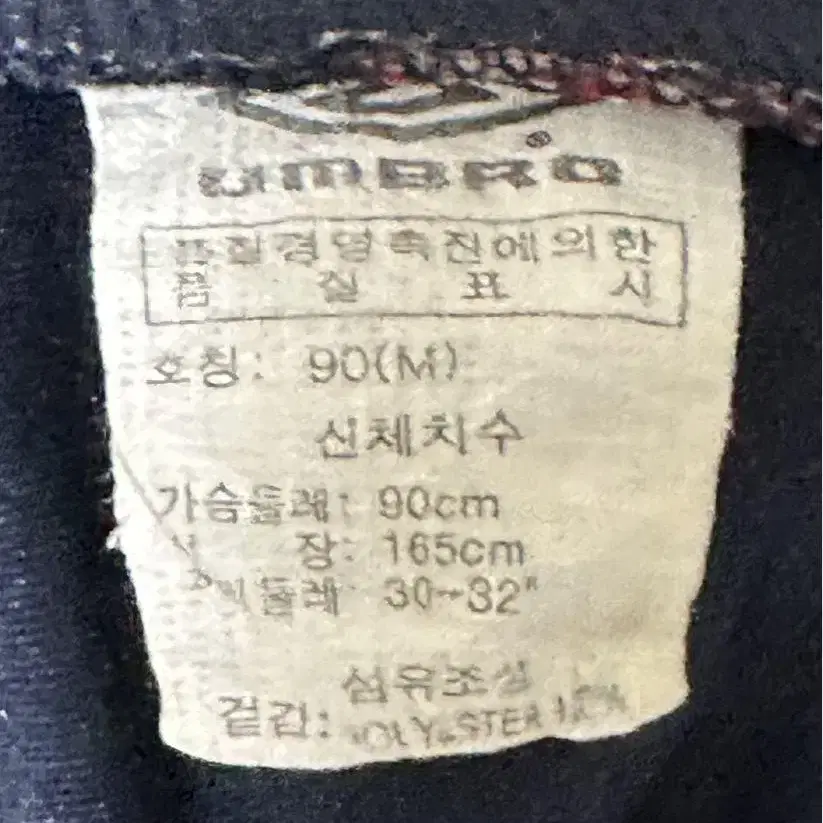 umbro®
품질경영촉진에의한
품질표시
호칭: 90(M)
신체치수
가슴둘레: 90cm
장: 165cm
둘레 30~32"
섬유조성
겉감: POLYESTER